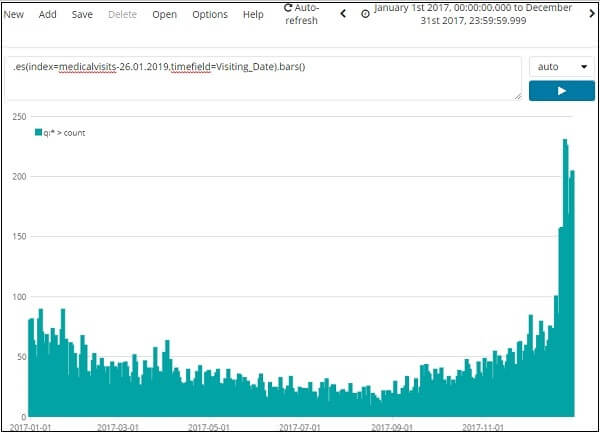 New Add Save Delete Open Options Help Auto-refresh January 1st 2017, 00:00:00.000 to December 31st 2017, 23:59:59.999
.es(index=medicalvisits-26.01.2019,timefield=Visiting_Date).bars()
auto
250
q:* > count
200
150
100
50
0
2017-01-01 2017-03-01 2017-05-01 2017-07-01 2017-09-01 2017-11-01